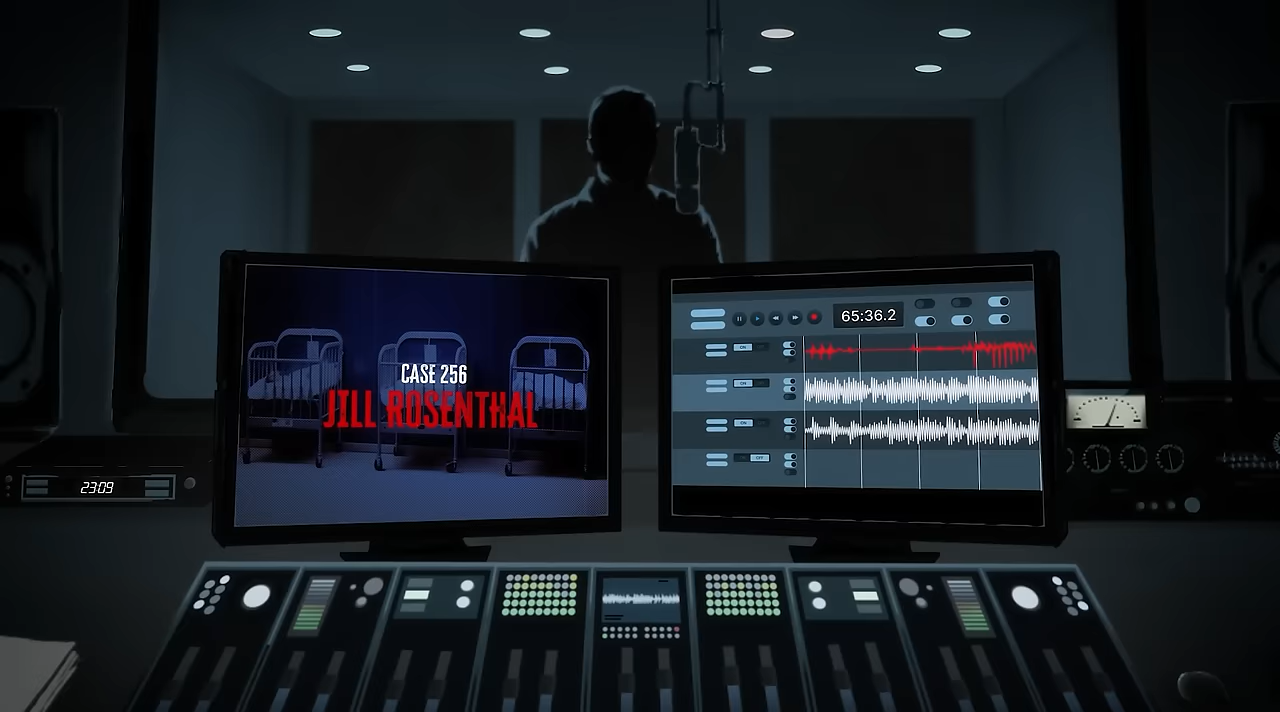 CASE 256
JILL ROSENTHAL
65:36.2
ON
ON
ON
OFF
23:09